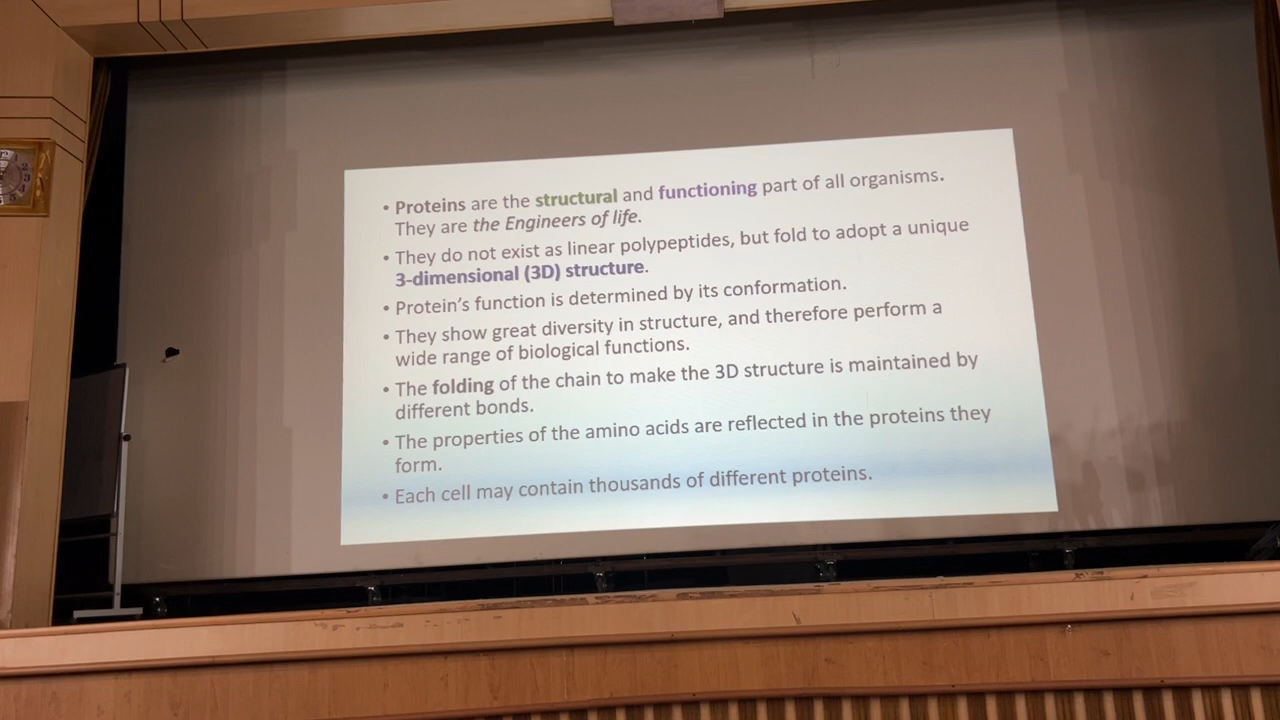 • Proteins are the structural and functioning part of all organisms.
They are the Engineers of life.
• They do not exist as linear polypeptides, but fold to adopt a unique
3-dimensional (3D) structure.
• Protein's function is determined by its conformation.
• They show great diversity in structure, and therefore perform a
wide range of biological functions.
• The folding of the chain to make the 3D structure is maintained by
different bonds.
• The properties of the amino acids are reflected in the proteins they
form.
• Each cell may contain thousands of different proteins.